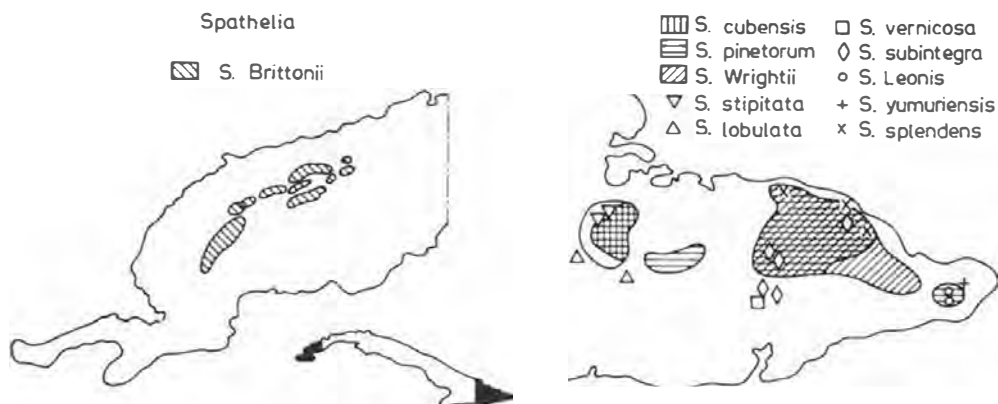 Spathelia
S. Brittonii
S. cubensis
S. pinetorum
S. Wrightii
S. stipitata
S. lobulata
S. vernicosa
S. subintegra
S. Leonis
S. yumuriensis
S. splendens